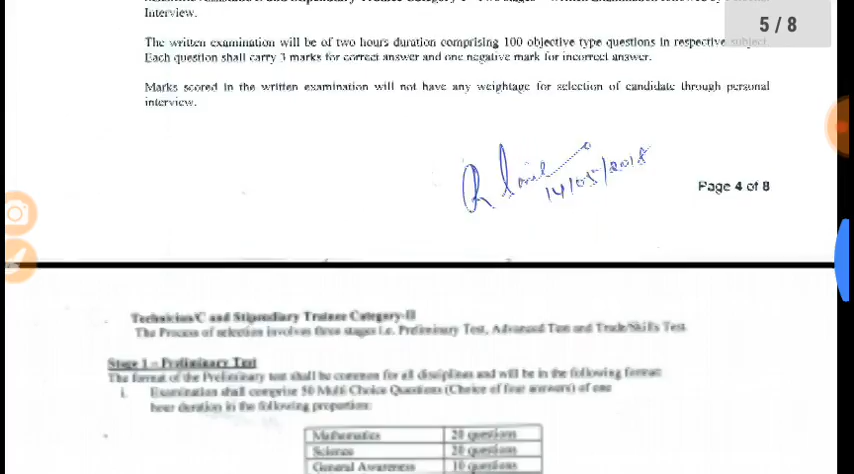 5 / 8
Interview.
The written examination will be of two hours duration comprising 100 objective type questions in respective subject.
Each question shall carry 3 marks for correct answer and one negative mark for incorrect answer.
Marks scored in the written examination will not have any weightage for selection of candidate through personal
interview.
14/05/2018
Page 4 of 8
Technician/C and Stipendiary Trainee Category-II
The Process of selection involves three stages i.e. Preliminary Test, Advanced Test and Trade/Skills Test.
Stage 1 – Preliminary Test
The format of the Preliminary test shall be common for all disciplines and will be in the following format:
i. Examination shall comprise 50 Multi Choice Questions (Choice of four answers) of one
hour duration in the following proportion:
Mathematics 20 questions
Science 20 questions
General Awareness 10 questions